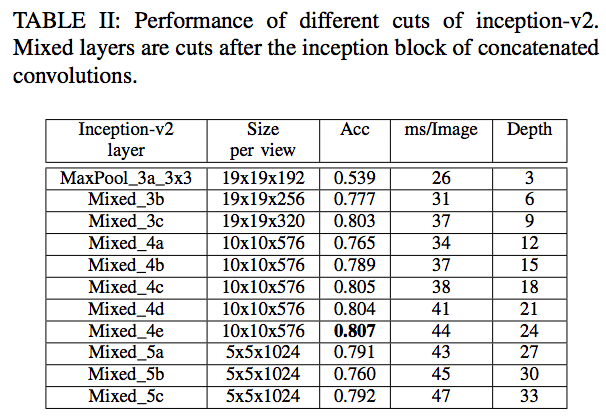 TABLE II: Performance of different cuts of inception-v2.
Mixed layers are cuts after the inception block of concatenated
convolutions.
Inception-v2 layer Size per view Acc ms/Image Depth
MaxPool_3a_3x3 19x19x192 0.539 26 3
Mixed_3b 19x19x256 0.777 31 6
Mixed_3c 19x19x320 0.803 37 9
Mixed_4a 10x10x576 0.765 34 12
Mixed_4b 10x10x576 0.789 37 15
Mixed_4c 10x10x576 0.805 38 18
Mixed_4d 10x10x576 0.804 41 21
Mixed_4e 10x10x576 0.807 44 24
Mixed_5a 5x5x1024 0.791 43 27
Mixed_5b 5x5x1024 0.760 45 30
Mixed_5c 5x5x1024 0.792 47 33